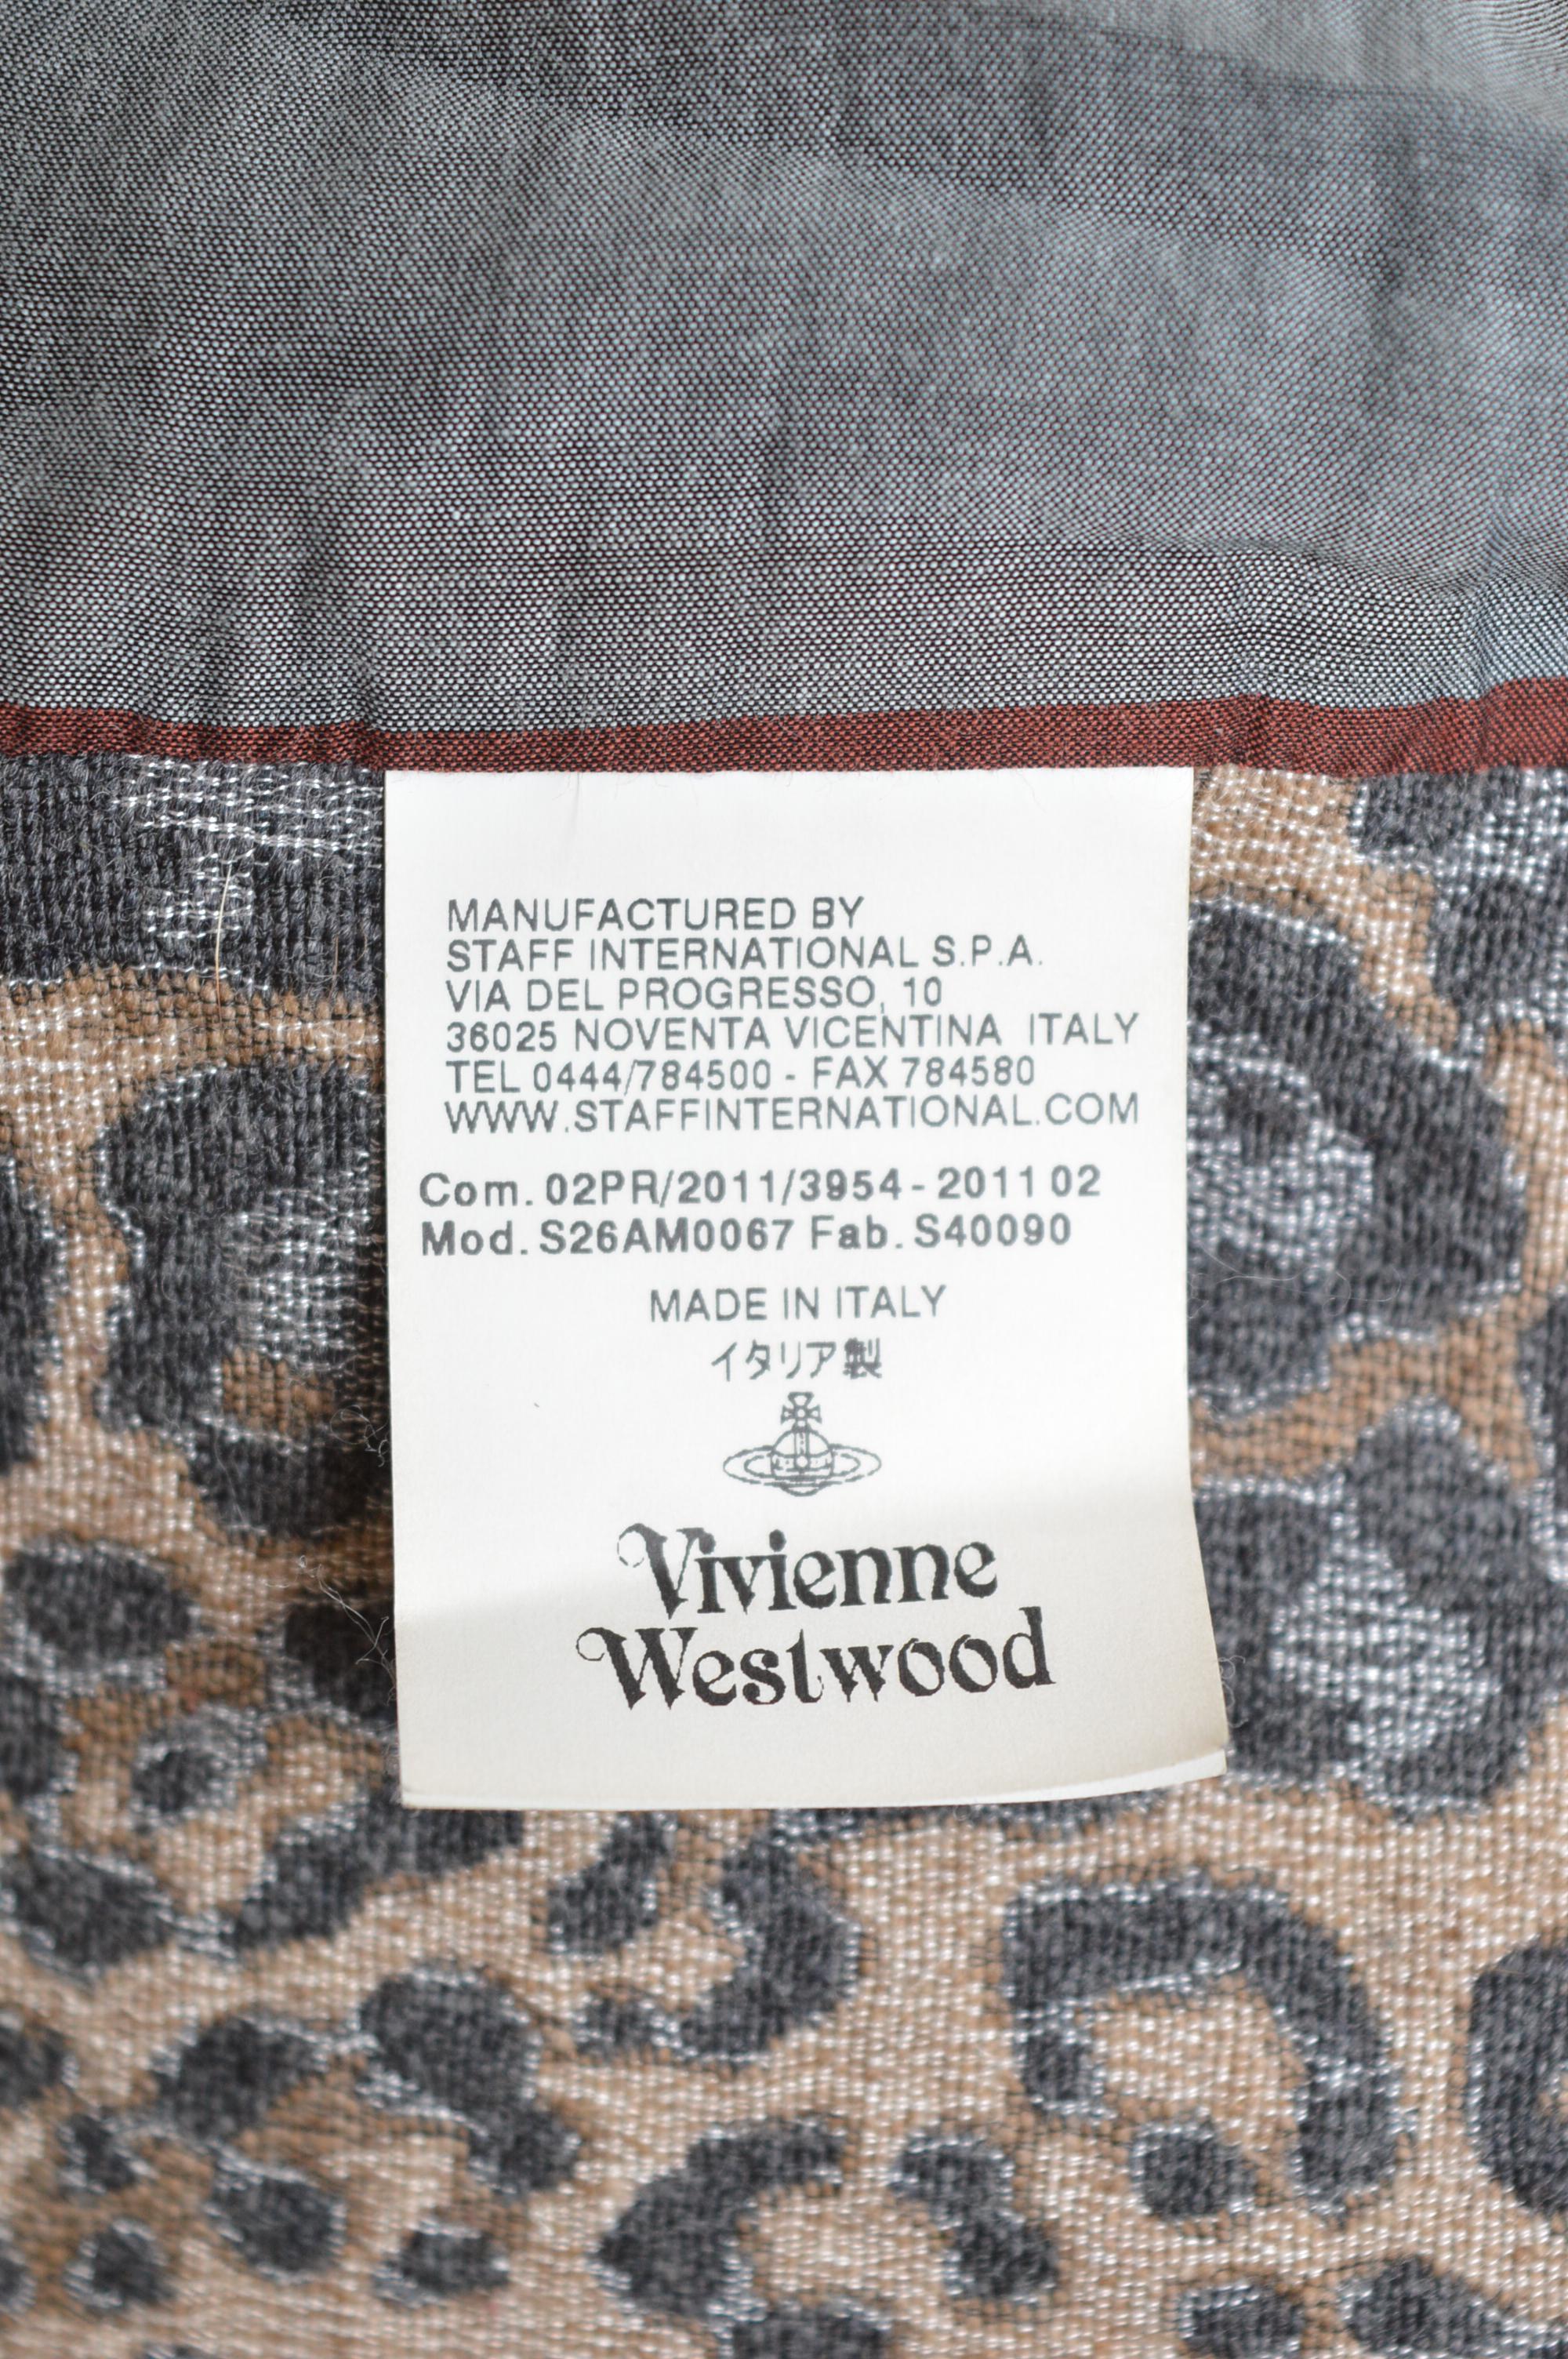 MANUFACTURED BY
STAFF INTERNATIONAL S.P.A.
VIA DEL PROGRESSO, 10
36025 NOVENTA VICENTINA ITALY
TEL 0444/784500 - FAX 784580
WWW.STAFFINTERNATIONAL.COM
Com. 02PR/2011/3954 - 2011 02
Mod. S26AM0067 Fab. S40090
MADE IN ITALY
イタリア製
Vivienne
Westwood